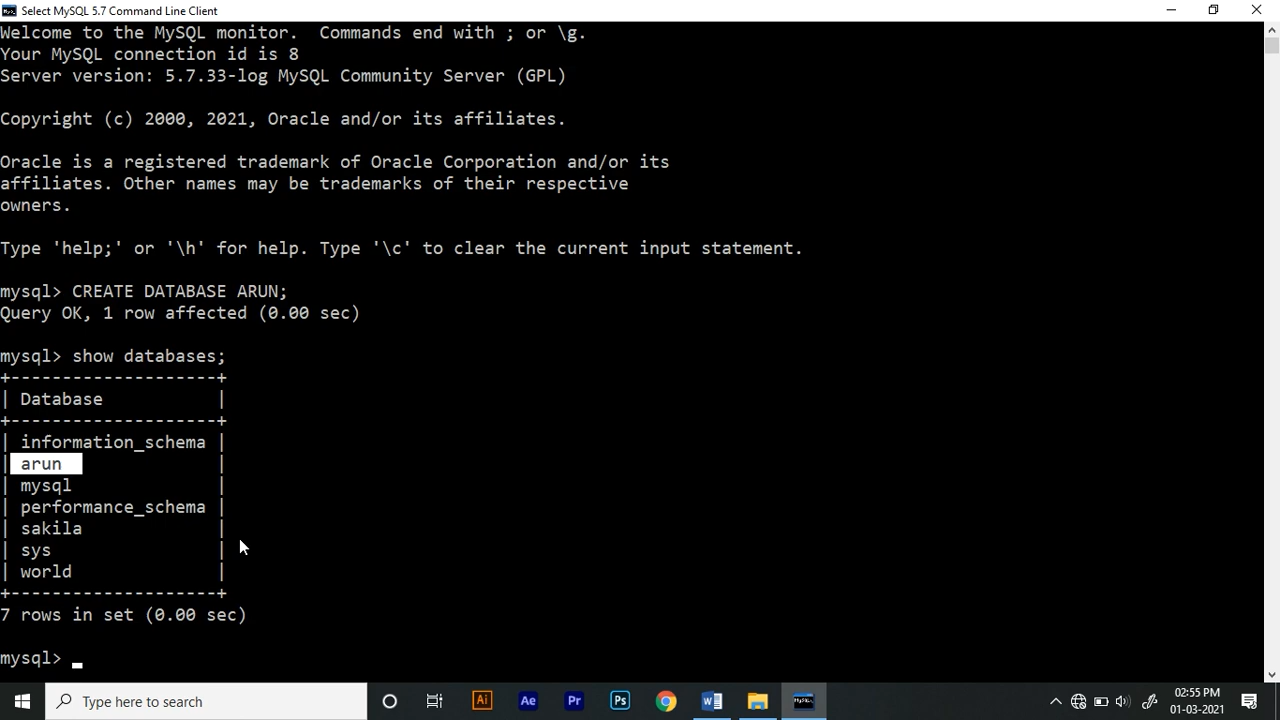 Select MySQL 5.7 Command Line Client
Welcome to the MySQL monitor.  Commands end with ; or \g.
Your MySQL connection id is 8
Server version: 5.7.33-log MySQL Community Server (GPL)
Copyright (c) 2000, 2021, Oracle and/or its affiliates.
Oracle is a registered trademark of Oracle Corporation and/or its
affiliates. Other names may be trademarks of their respective
owners.
Type 'help;' or '\h' for help. Type '\c' to clear the current input statement.
mysql> CREATE DATABASE ARUN;
Query OK, 1 row affected (0.00 sec)
mysql> show databases;
+--------------------+
| Database           |
+--------------------+
| information_schema |
| arun               |
| mysql              |
| performance_schema |
| sakila             |
| sys                |
| world              |
+--------------------+
7 rows in set (0.00 sec)
mysql> _
Type here to search
Ai
Ae
Pr
Ps
02:55 PM
01-03-2021